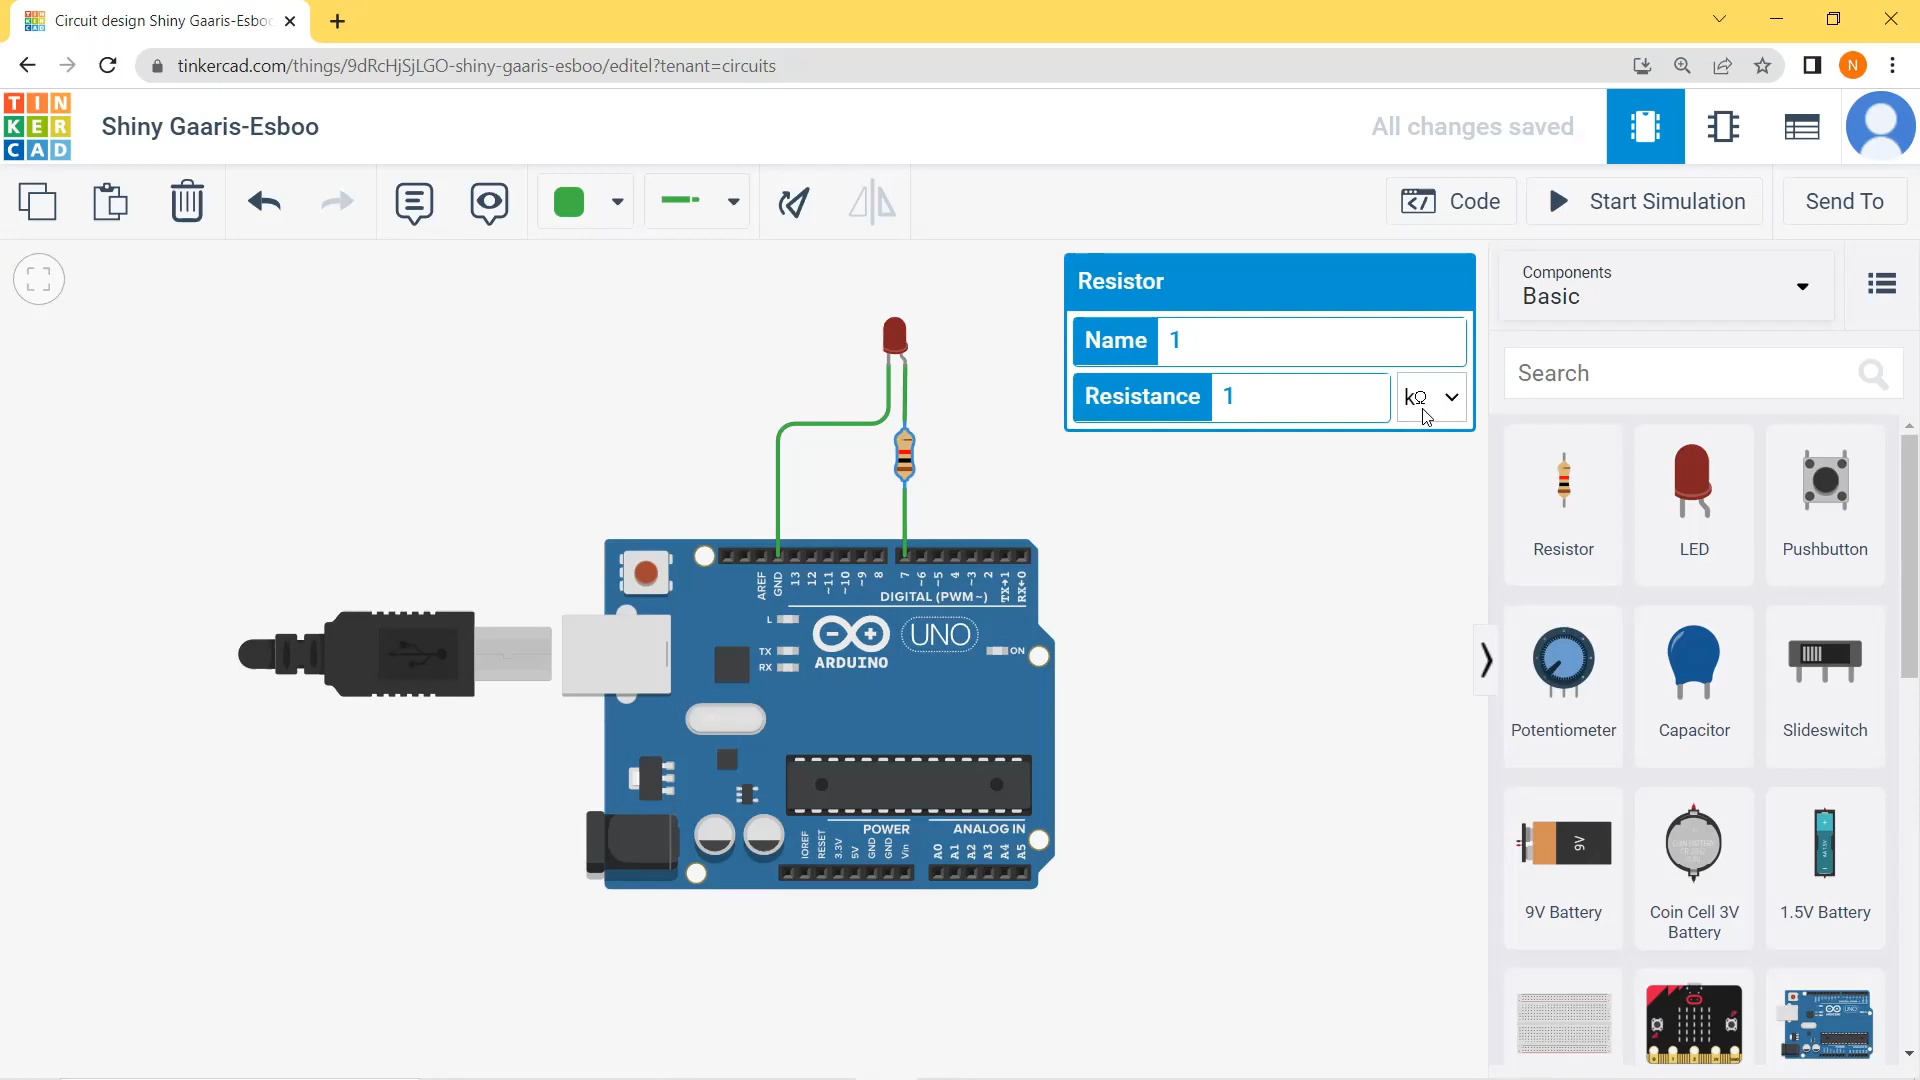 Circuit design Shiny Gaaris-Esboo
tinkercad.com/things/9dRcHjSjLGO-shiny-gaaris-esboo/editel?tenant=circuits
N
TIN
KER
CAD
Shiny Gaaris-Esboo
All changes saved
Code
Start Simulation
Send To
Resistor
Name 1
Resistance 1 kΩ
Components
Basic
Search
Resistor
LED
Pushbutton
Potentiometer
Capacitor
Slideswitch
9V
9V Battery
Coin Cell 3V
Battery
1.5V Battery
AREF
GND
13
12
~11
~10
~9
8
7
~6
~5
4
~3
2
TX→1
RX←0
DIGITAL (PWM~)
L
TX
RX
ARDUINO
UNO
ON
POWER
ANALOG IN
IOREF
RESET
3.3V
5V
GND
GND
Vin
A0
A1
A2
A3
A4
A5